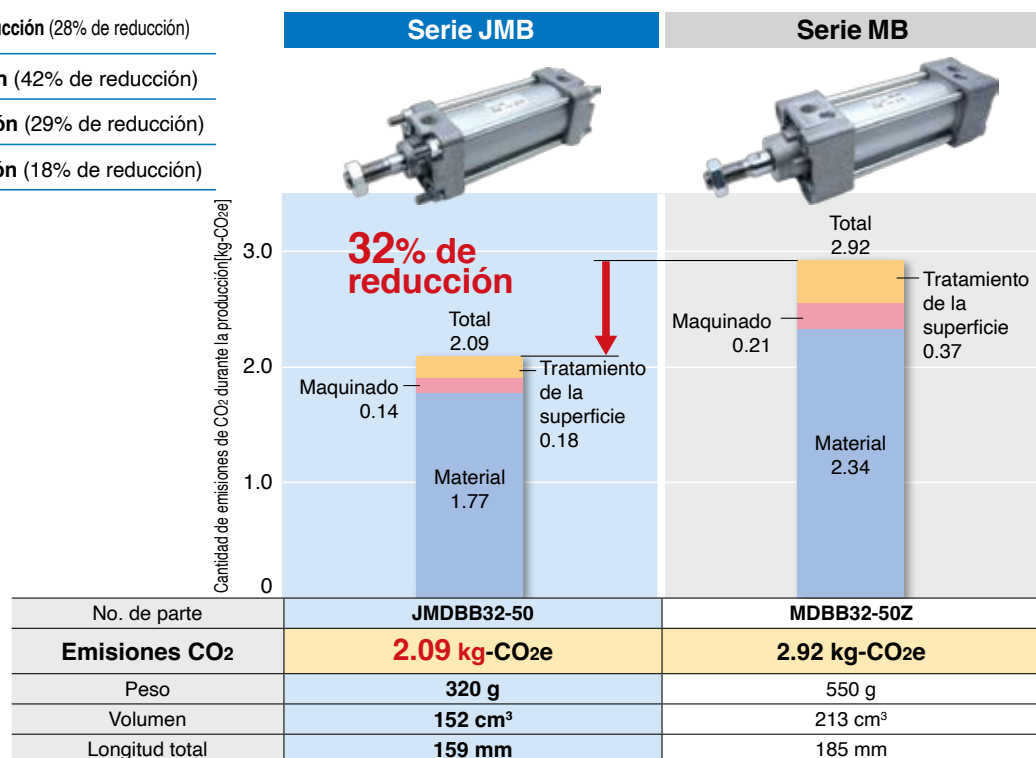 ucción (28% de reducción)
n (42% de reducción)
ón (29% de reducción)
ón (18% de reducción)
Serie JMB
Serie MB
Cantidad de emisiones de CO2 durante la producción[kg-CO2e]
3.0
2.0
1.0
0
32% de
reducción
Total
2.09
Maquinado
0.14
Tratamiento
de la
superficie
0.18
Material
1.77
Total
2.92
Maquinado
0.21
Tratamiento
de la
superficie
0.37
Material
2.34
No. de parte JMDBB32-50 MDBB32-50Z
Emisiones CO2 2.09 kg-CO2e 2.92 kg-CO2e
Peso 320 g 550 g
Volumen 152 cm³ 213 cm³
Longitud total 159 mm 185 mm